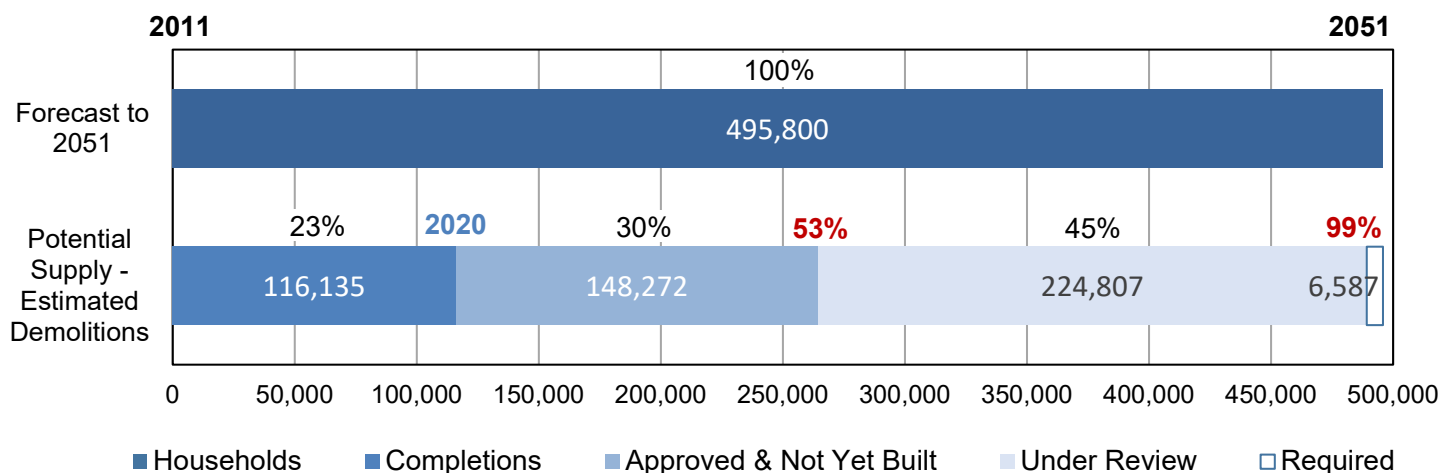 2011 2051
100%
Forecast to
2051
495,800
23% 2020 30% 53% 45% 99%
Potential
Supply -
Estimated
Demolitions
116,135 148,272 224,807 6,587
0 50,000 100,000 150,000 200,000 250,000 300,000 350,000 400,000 450,000 500,000
Households Completions Approved & Not Yet Built Under Review Required